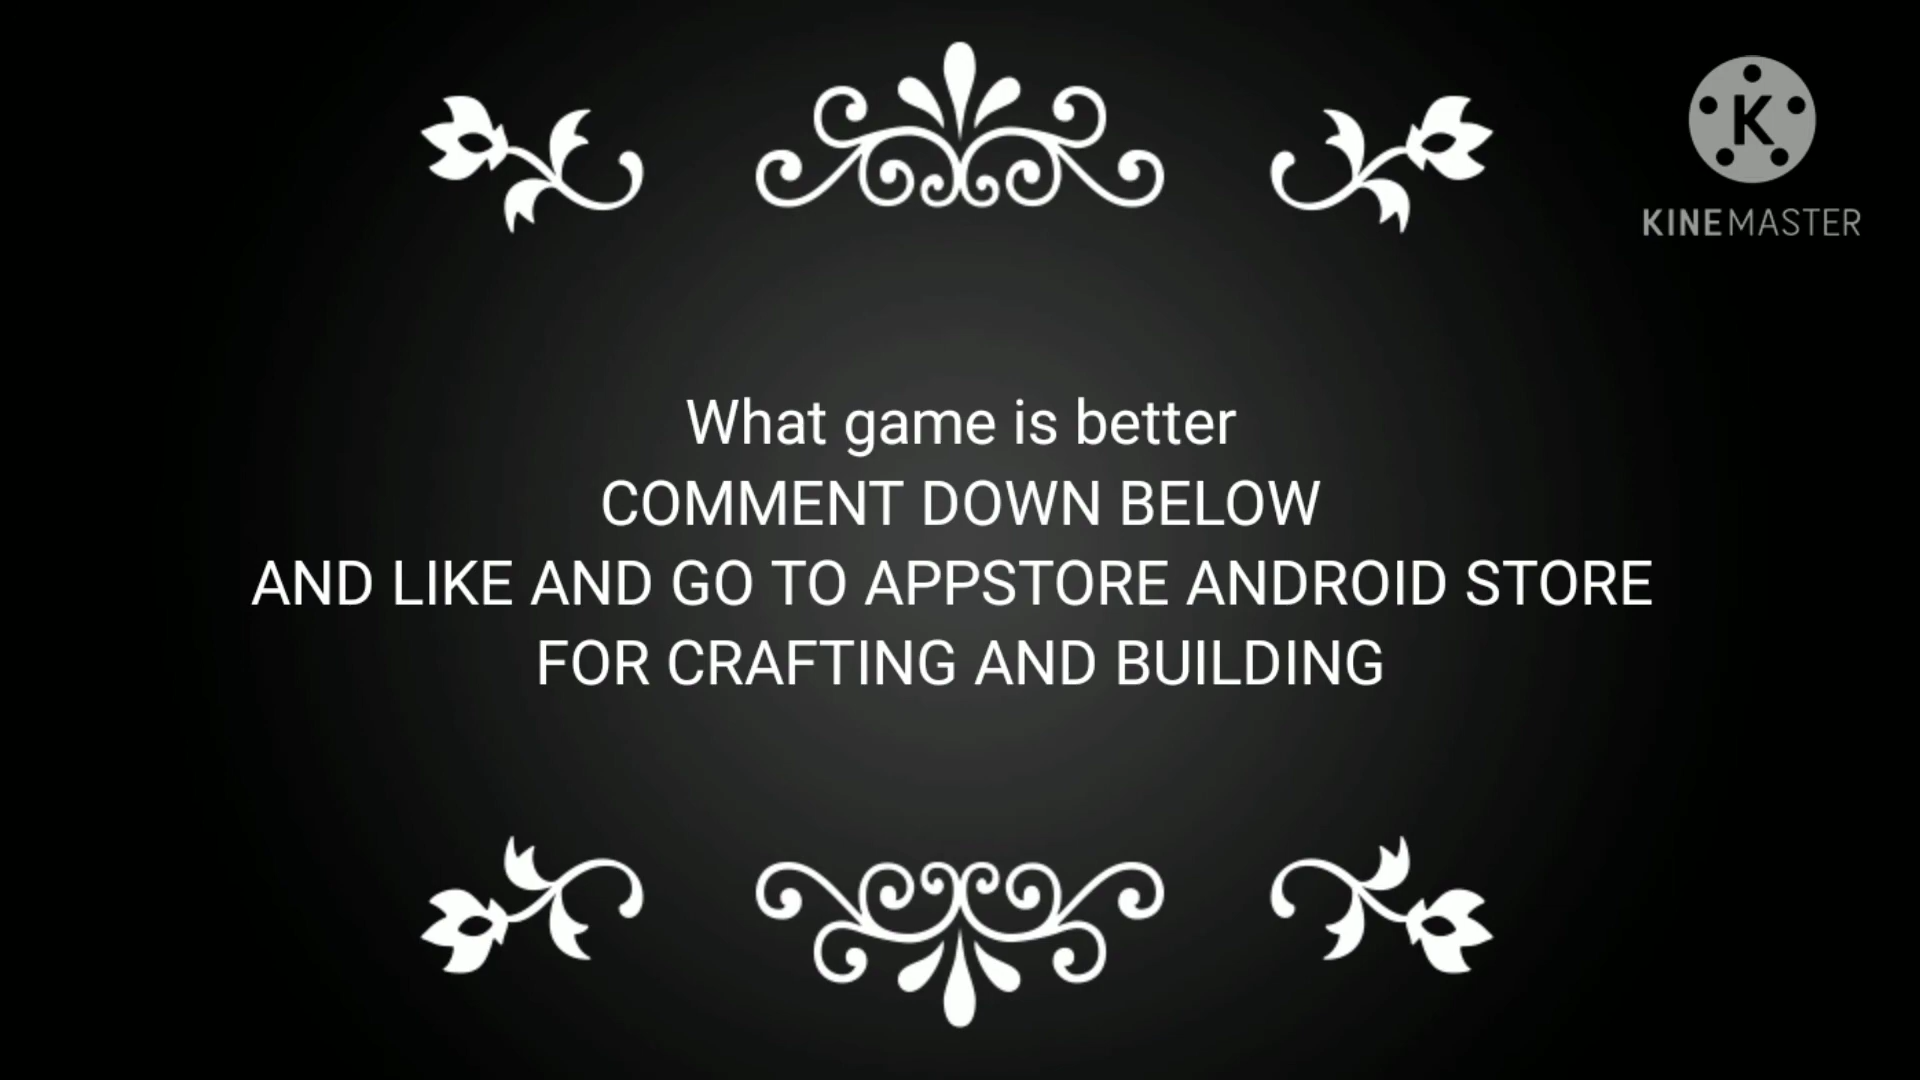 K
KINEMASTER
What game is better
COMMENT DOWN BELOW
AND LIKE AND GO TO APPSTORE ANDROID STORE
FOR CRAFTING AND BUILDING